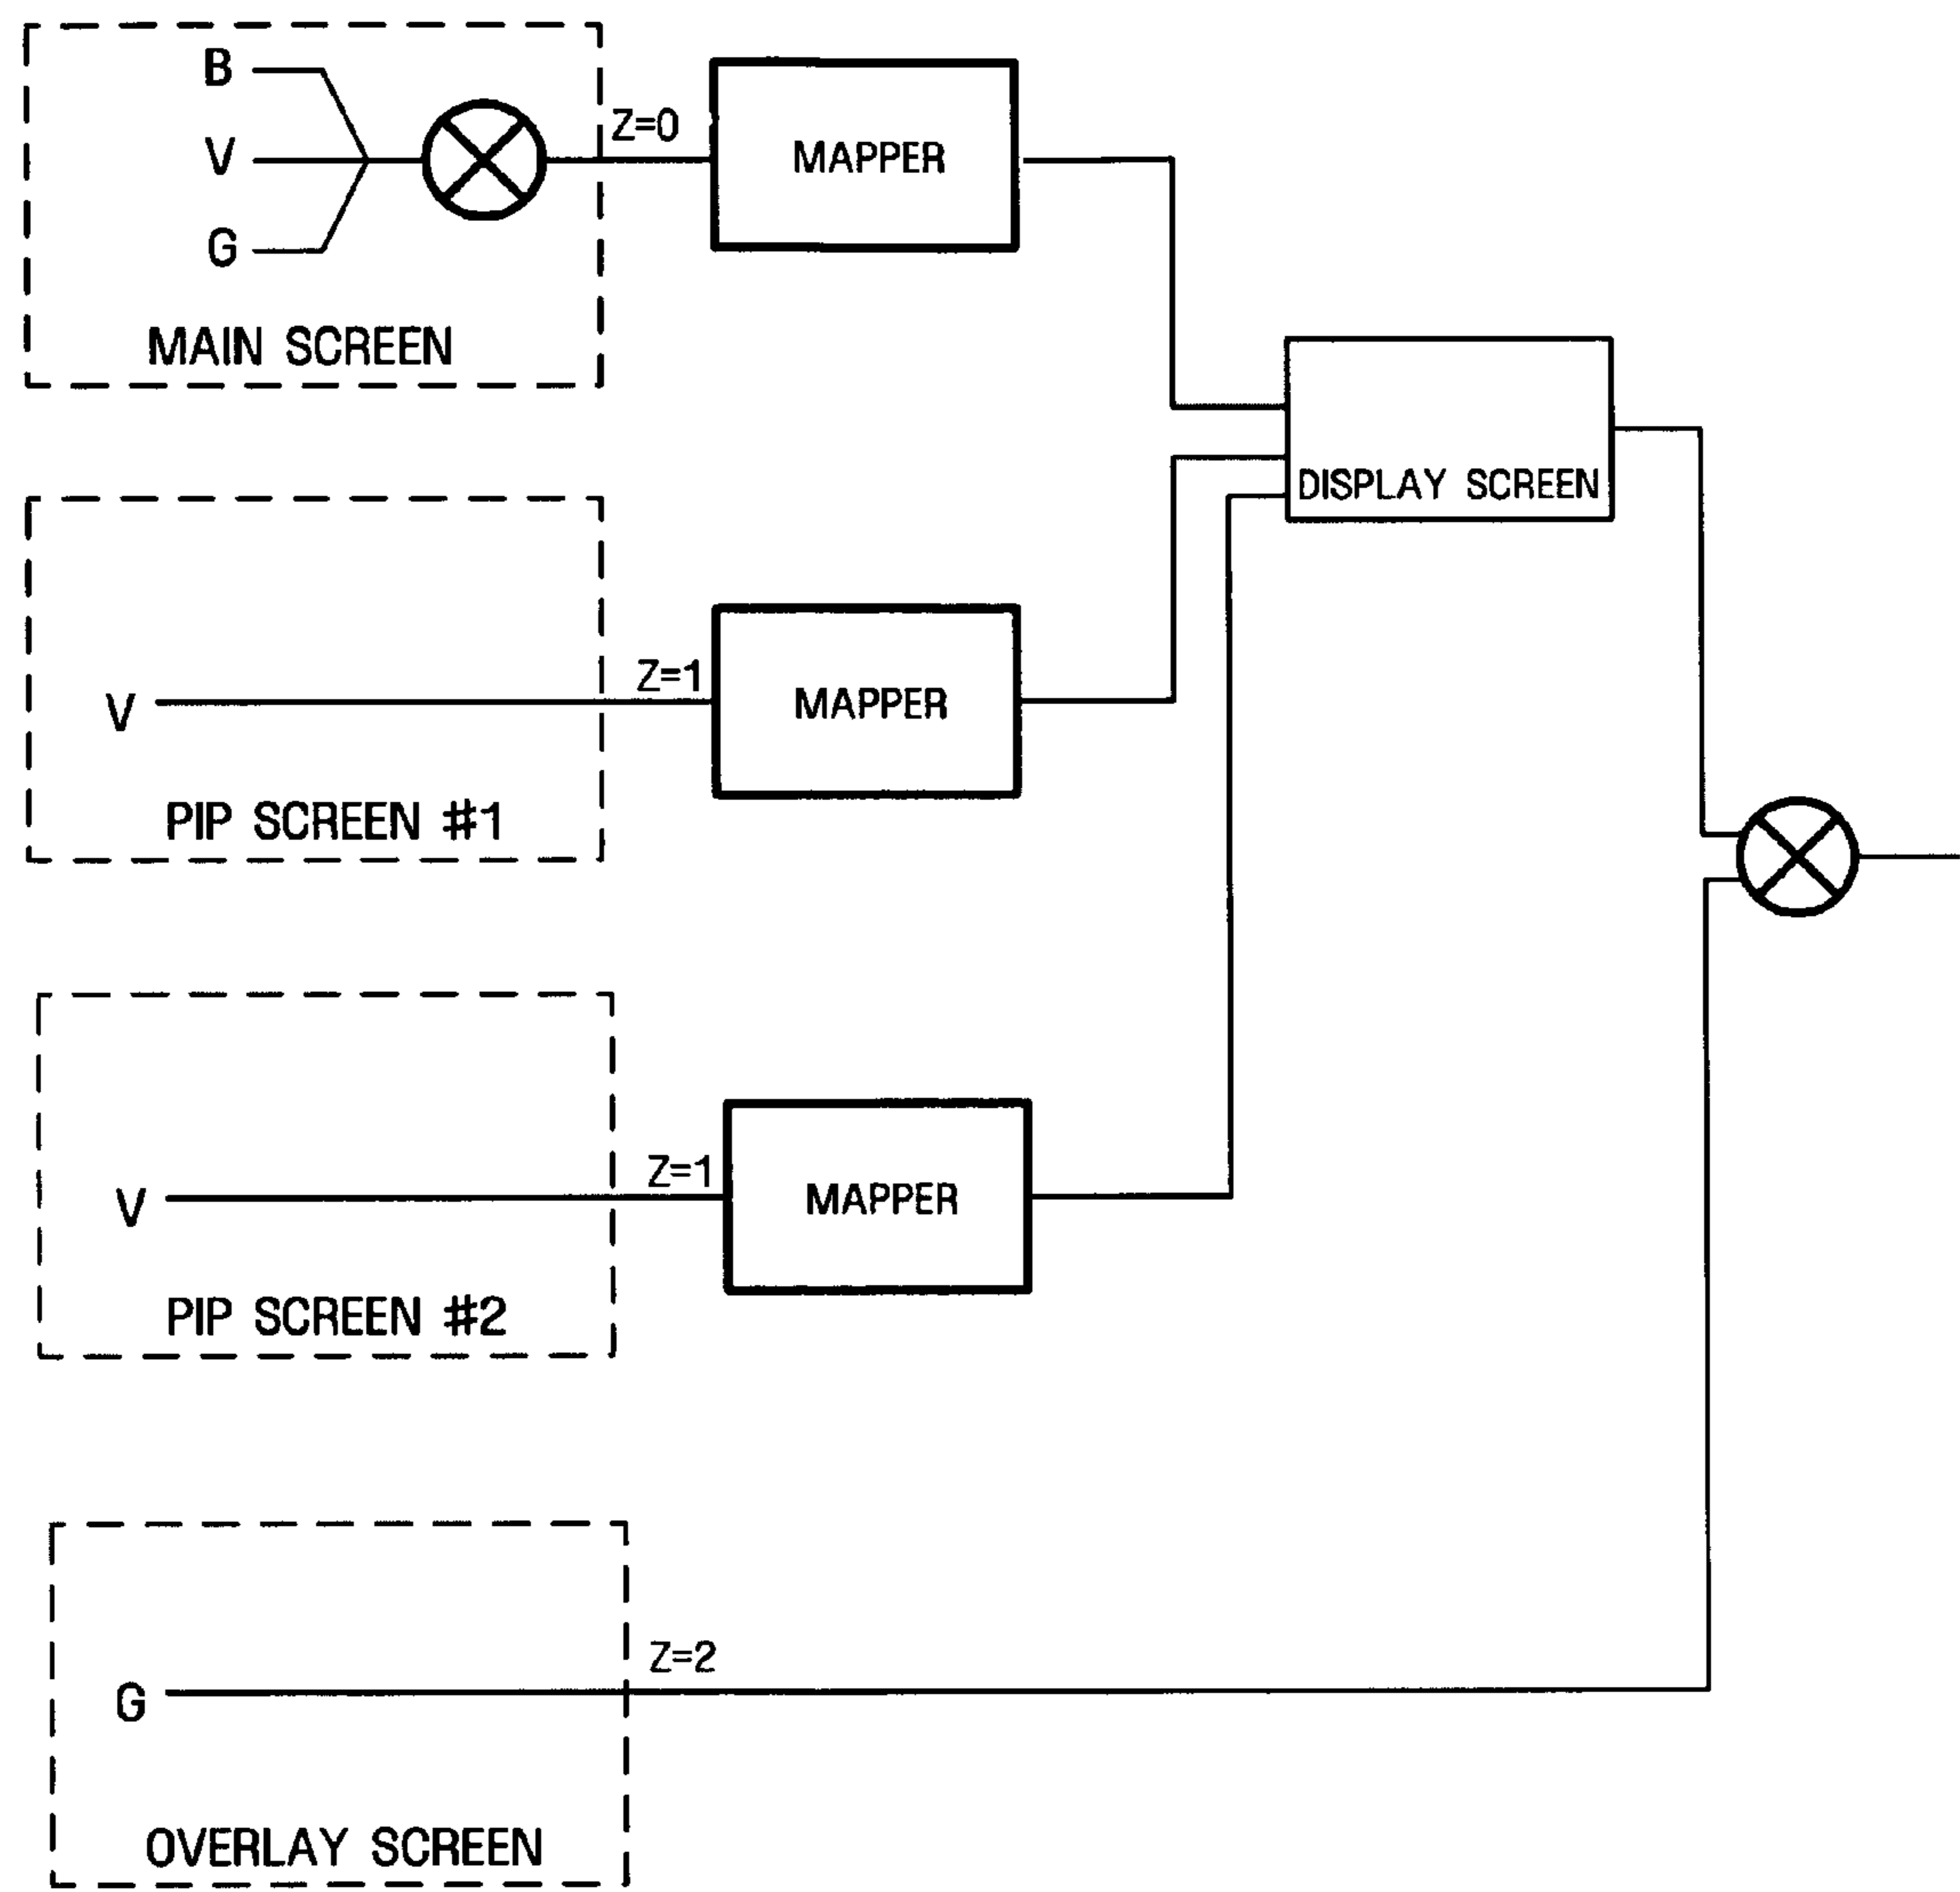 B
V
G
Z=0
MAPPER
MAIN SCREEN
DISPLAY SCREEN
V
Z=1
MAPPER
PIP SCREEN #1
V
Z=1
MAPPER
PIP SCREEN #2
G
Z=2
OVERLAY SCREEN